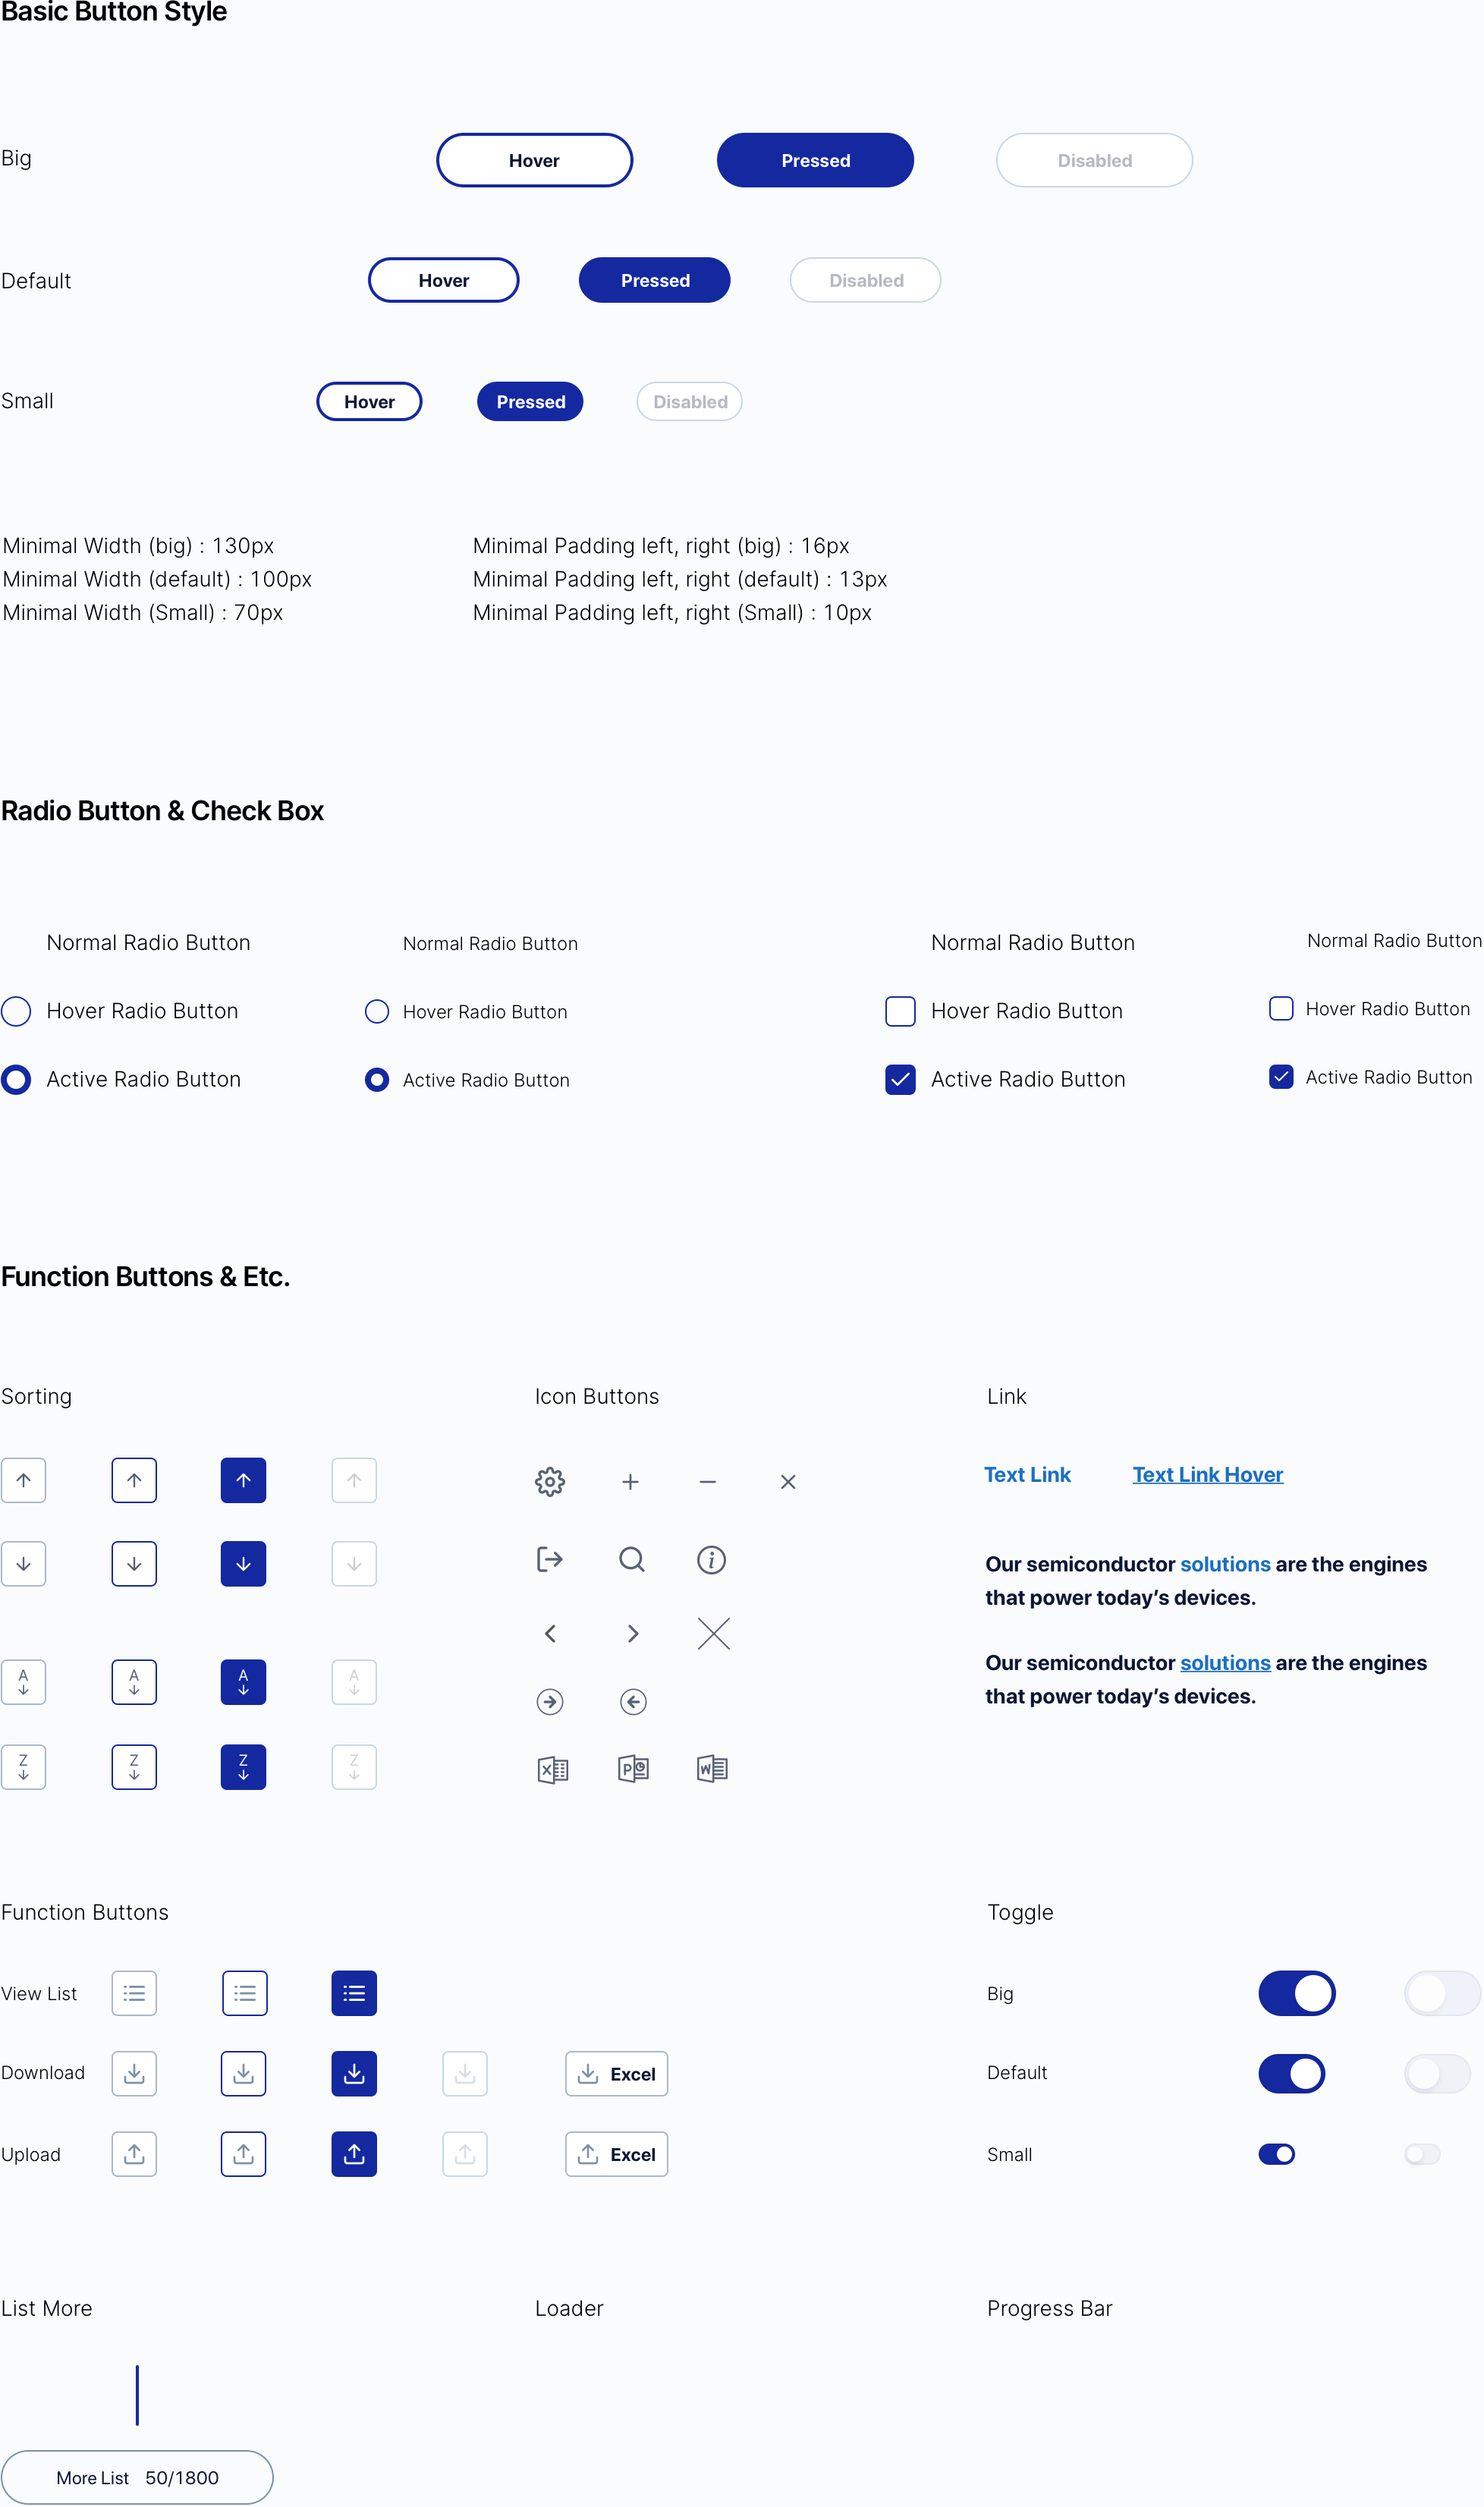 Basic Button Style
Big
Hover
Pressed
Disabled
Default
Hover
Pressed
Disabled
Small
Hover
Pressed
Disabled
Minimal Width (big) : 130px
Minimal Width (default) : 100px
Minimal Width (Small) : 70px
Minimal Padding left, right (big) : 16px
Minimal Padding left, right (default) : 13px
Minimal Padding left, right (Small) : 10px
Radio Button & Check Box
Normal Radio Button
Hover Radio Button
Active Radio Button
Normal Radio Button
Hover Radio Button
Active Radio Button
Normal Radio Button
Hover Radio Button
Active Radio Button
Normal Radio Button
Hover Radio Button
Active Radio Button
Function Buttons & Etc.
Sorting
A
A
A
A
Z
Z
Z
Z
Icon Buttons
i
X
P
W
Link
Text Link
Text Link Hover
Our semiconductor solutions are the engines
that power today’s devices.
Our semiconductor solutions are the engines
that power today’s devices.
Function Buttons
View List
Download
Excel
Upload
Excel
Toggle
Big
Default
Small
List More
More List 50/1800
Loader
Progress Bar